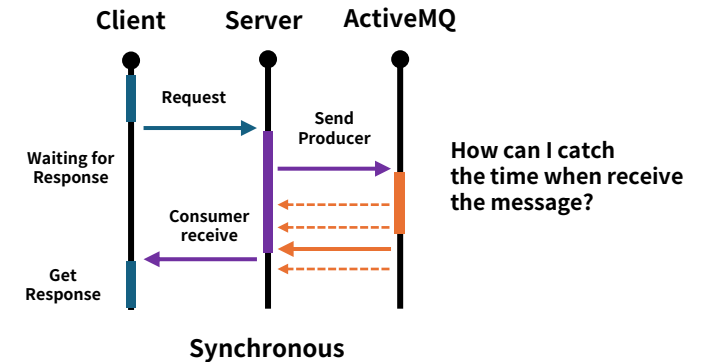 Client
Server
ActiveMQ
Request
Send
Producer
How can I catch
the time when receive
the message?
Waiting for
Response
Consumer
receive
Get
Response
Synchronous